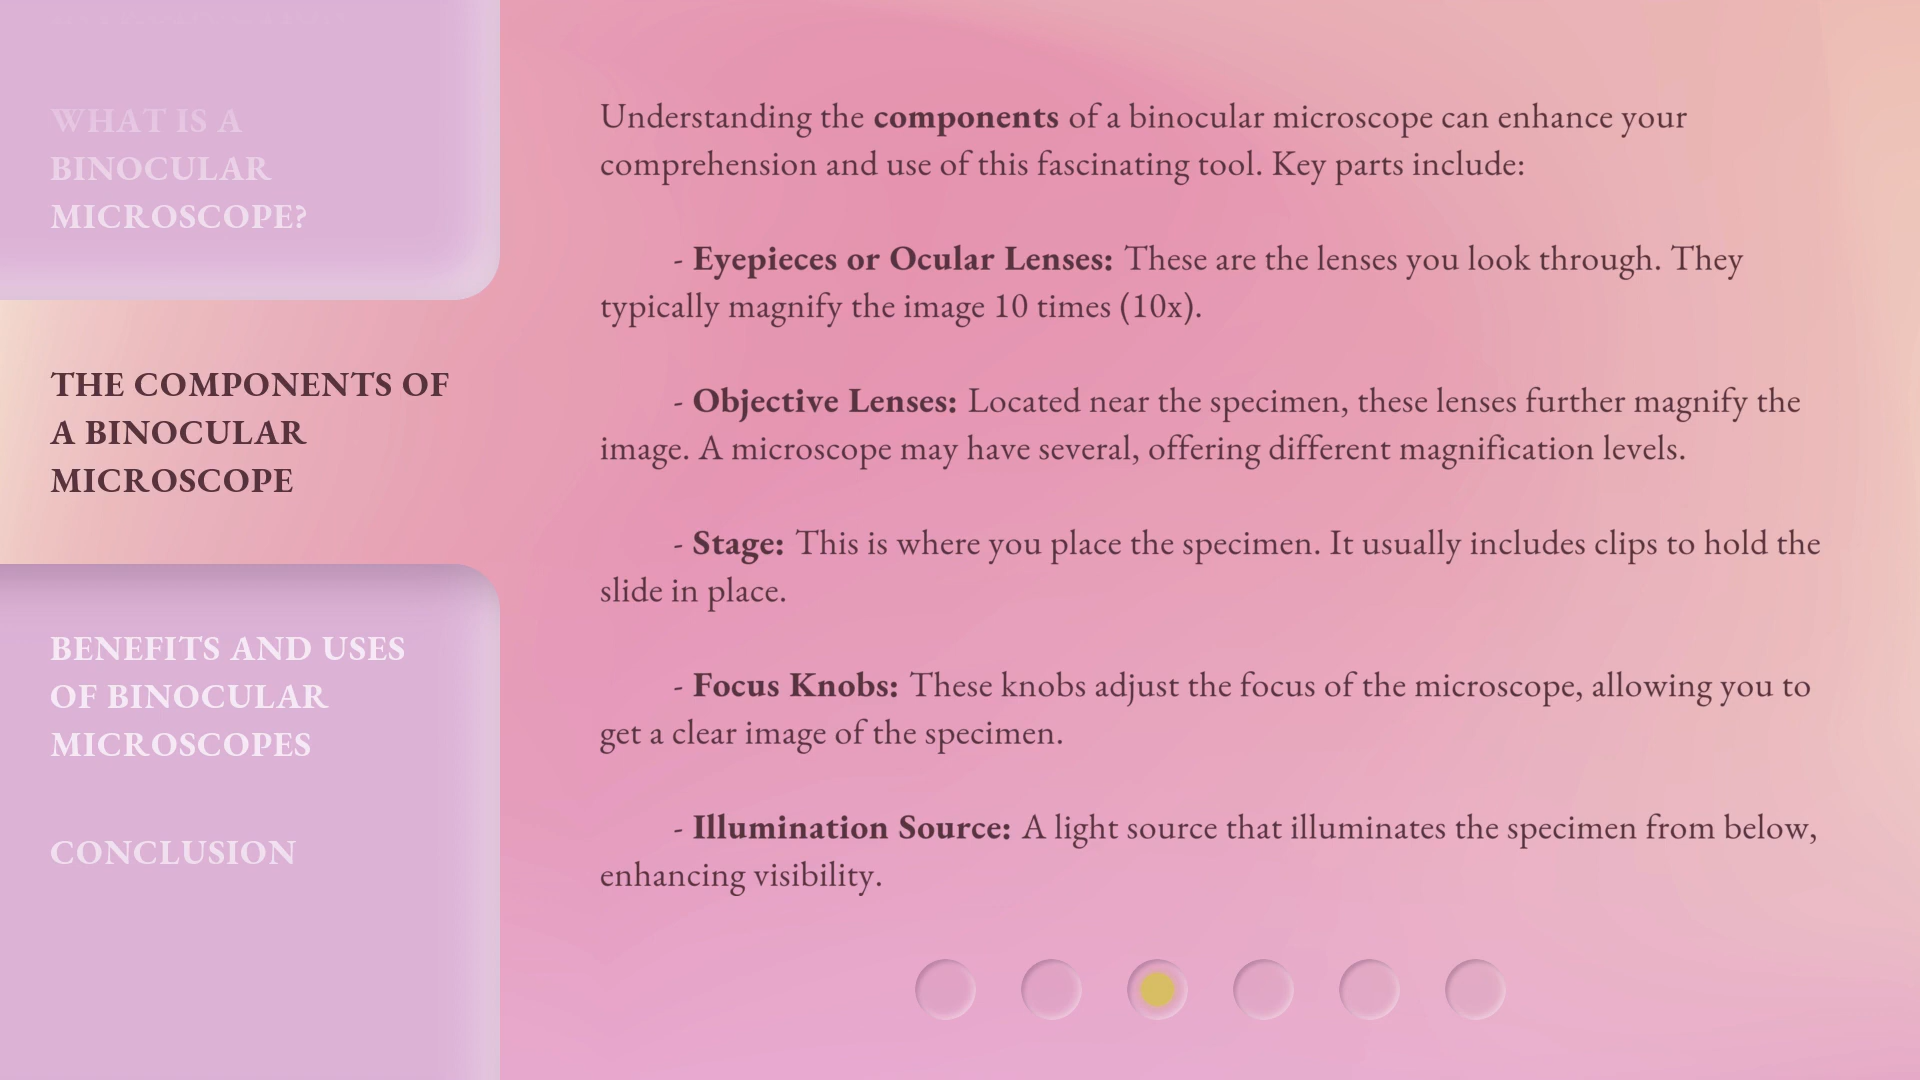 WHAT IS A
BINOCULAR
MICROSCOPE?
THE COMPONENTS OF
A BINOCULAR
MICROSCOPE
BENEFITS AND USES
OF BINOCULAR
MICROSCOPES
CONCLUSION
Understanding the components of a binocular microscope can enhance your
comprehension and use of this fascinating tool. Key parts include:
- Eyepieces or Ocular Lenses: These are the lenses you look through. They
typically magnify the image 10 times (10x).
- Objective Lenses: Located near the specimen, these lenses further magnify the
image. A microscope may have several, offering different magnification levels.
- Stage: This is where you place the specimen. It usually includes clips to hold the
slide in place.
- Focus Knobs: These knobs adjust the focus of the microscope, allowing you to
get a clear image of the specimen.
- Illumination Source: A light source that illuminates the specimen from below,
enhancing visibility.